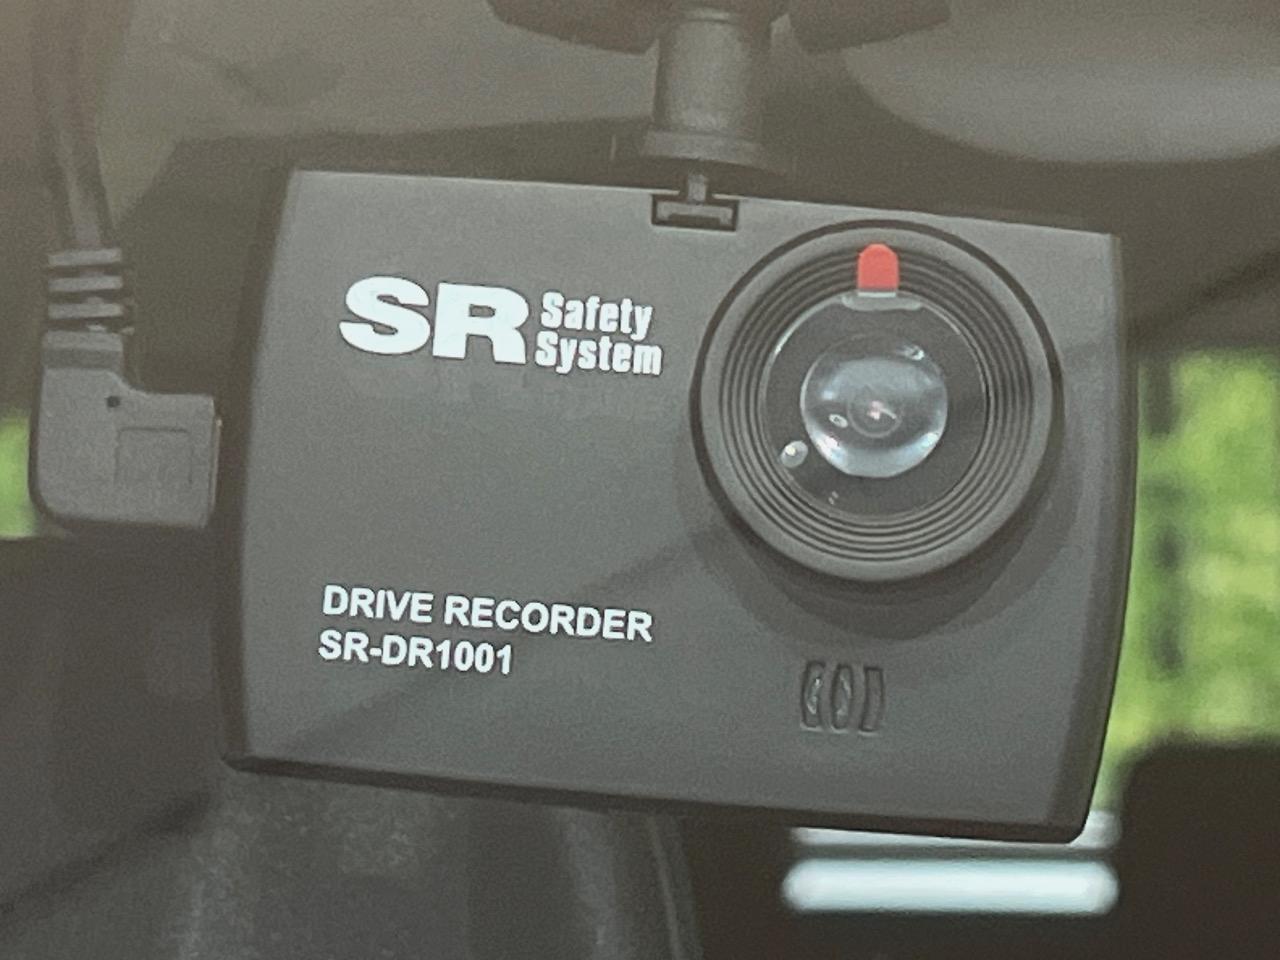 SR Safety
System
DRIVE RECORDER
SR-DR1001